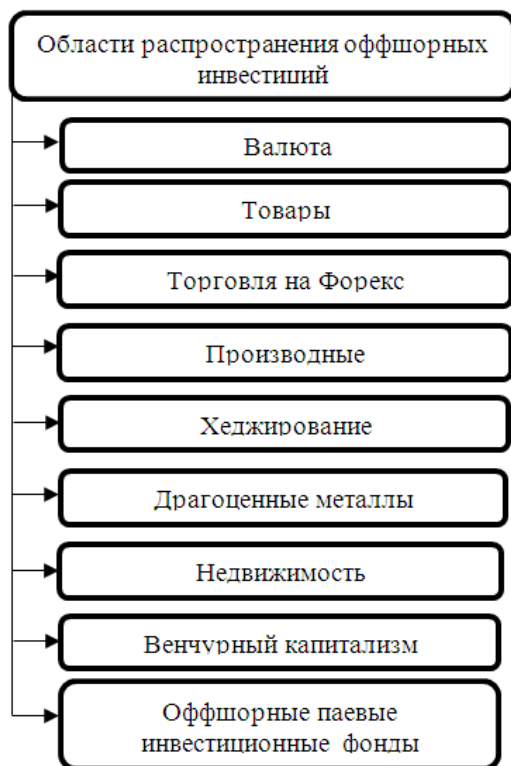 Области распространения оффшорных
инвестиций
Валюта
Товары
Торговля на Форекс
Производные
Хеджирование
Драгоценные металлы
Недвижимость
Венчурный капитализм
Оффшорные паевые
инвестиционные фонды